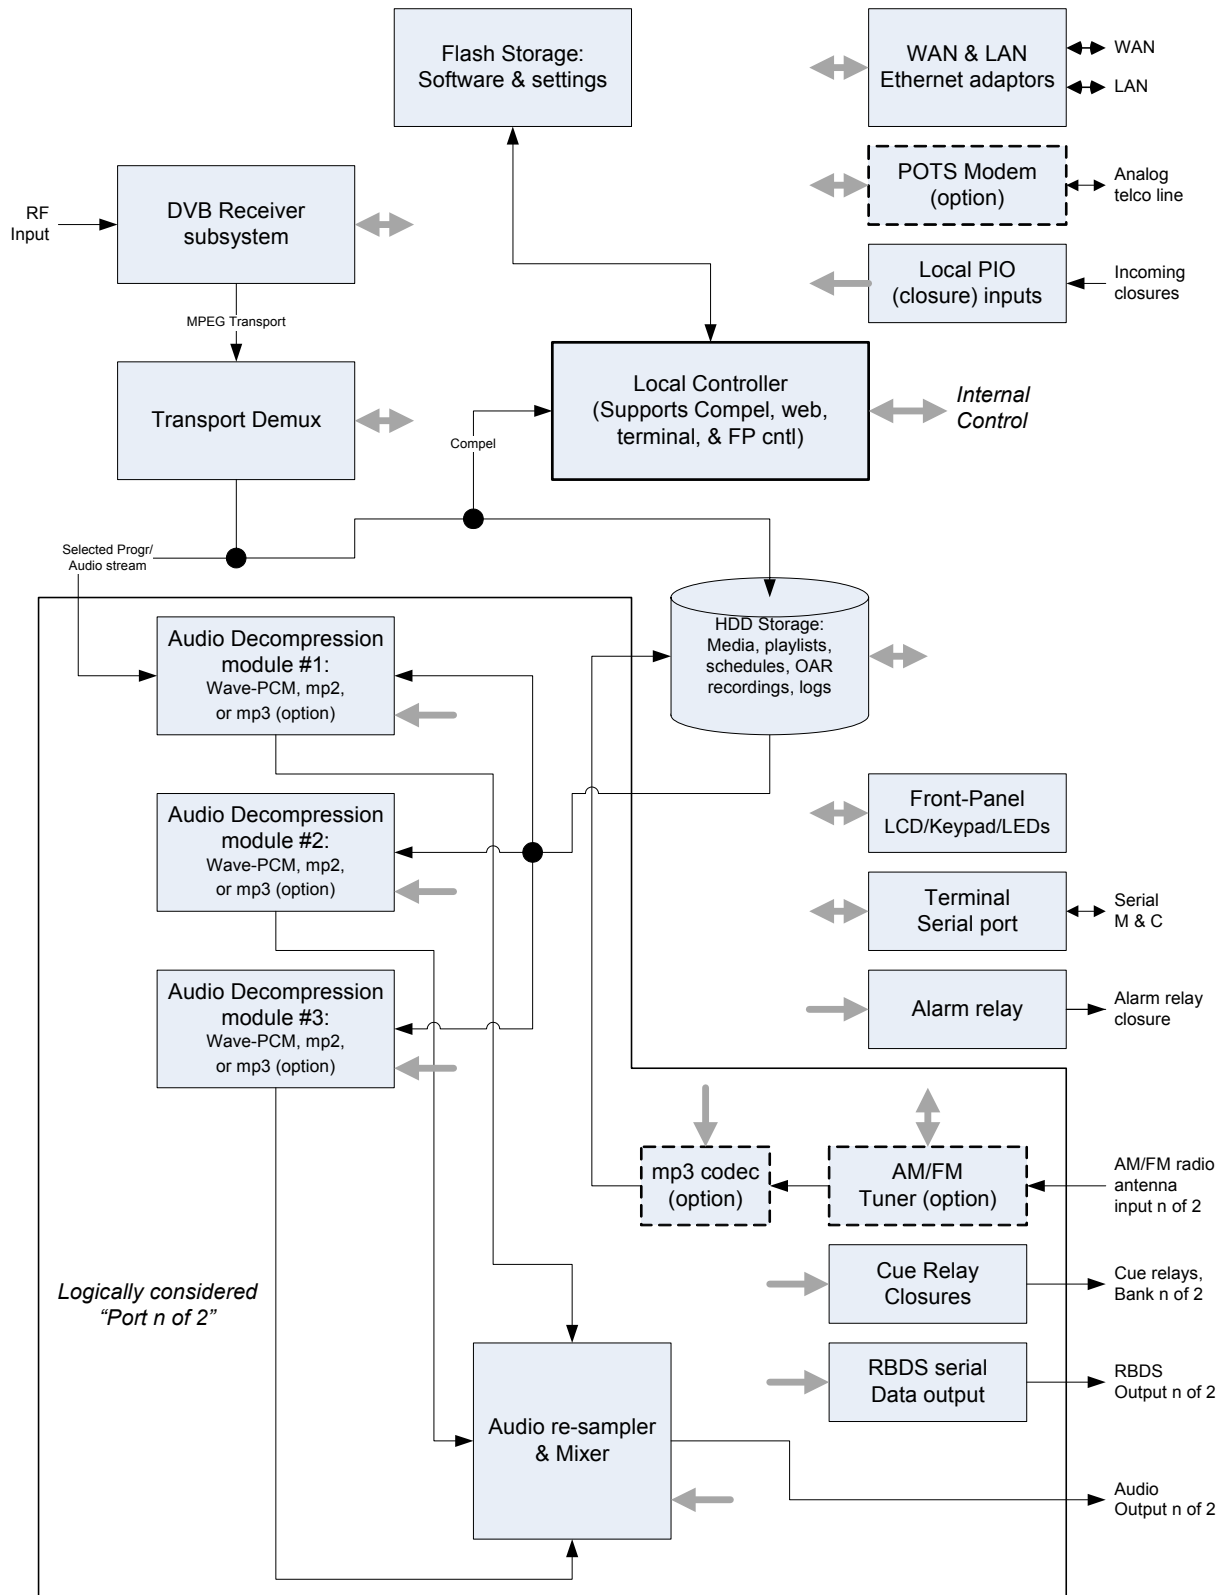 Flash Storage:
Software & settings
WAN & LAN
Ethernet adaptors
WAN
LAN
POTS Modem
(option)
Analog
telco line
RF
Input
DVB Receiver
subsystem
Local PIO
(closure) inputs
Incoming
closures
MPEG Transport
Transport Demux
Local Controller
(Supports Compel, web,
terminal, & FP cntl)
Internal
Control
Compel
Selected Progr/
Audio stream
HDD Storage:
Media, playlists,
schedules, OAR
recordings, logs
Audio Decompression
module #1:
Wave-PCM, mp2,
or mp3 (option)
Front-Panel
LCD/Keypad/LEDs
Audio Decompression
module #2:
Wave-PCM, mp2,
or mp3 (option)
Terminal
Serial port
Serial
M & C
Audio Decompression
module #3:
Wave-PCM, mp2,
or mp3 (option)
Alarm relay
Alarm relay
closure
mp3 codec
(option)
AM/FM
Tuner (option)
AM/FM radio
antenna
input n of 2
Cue Relay
Closures
Cue relays,
Bank n of 2
Logically considered
“Port n of 2”
RBDS serial
Data output
RBDS
Output n of 2
Audio re-sampler
& Mixer
Audio
Output n of 2